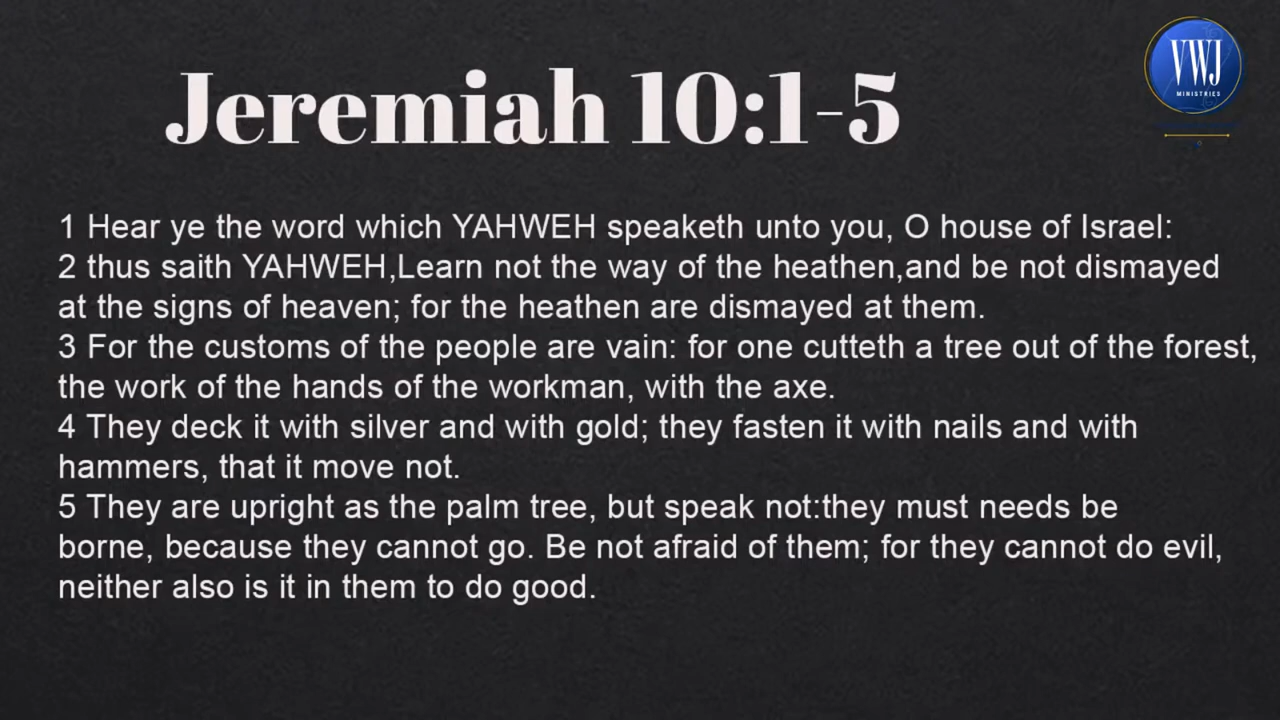 Jeremiah 10:1-5
VWJ
MINISTRIES
1 Hear ye the word which YAHWEH speaketh unto you, O house of Israel:
2 thus saith YAHWEH,Learn not the way of the heathen,and be not dismayed
at the signs of heaven; for the heathen are dismayed at them.
3 For the customs of the people are vain: for one cutteth a tree out of the forest,
the work of the hands of the workman, with the axe.
4 They deck it with silver and with gold; they fasten it with nails and with
hammers, that it move not.
5 They are upright as the palm tree, but speak not:they must needs be
borne, because they cannot go. Be not afraid of them; for they cannot do evil,
neither also is it in them to do good.